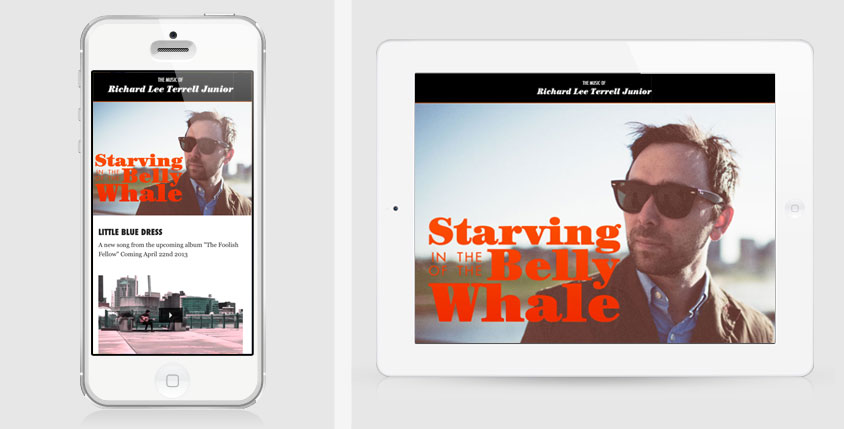 THE MUSIC OF
Richard Lee Terrell Junior
Starving
IN THE
OF THE Belly
Whale
LITTLE BLUE DRESS
A new song from the upcoming album "The Foolish
Fellow" Coming April 22nd 2013
THE MUSIC OF
Richard Lee Terrell Junior
Starving
IN THE
OF THE Belly
Whale